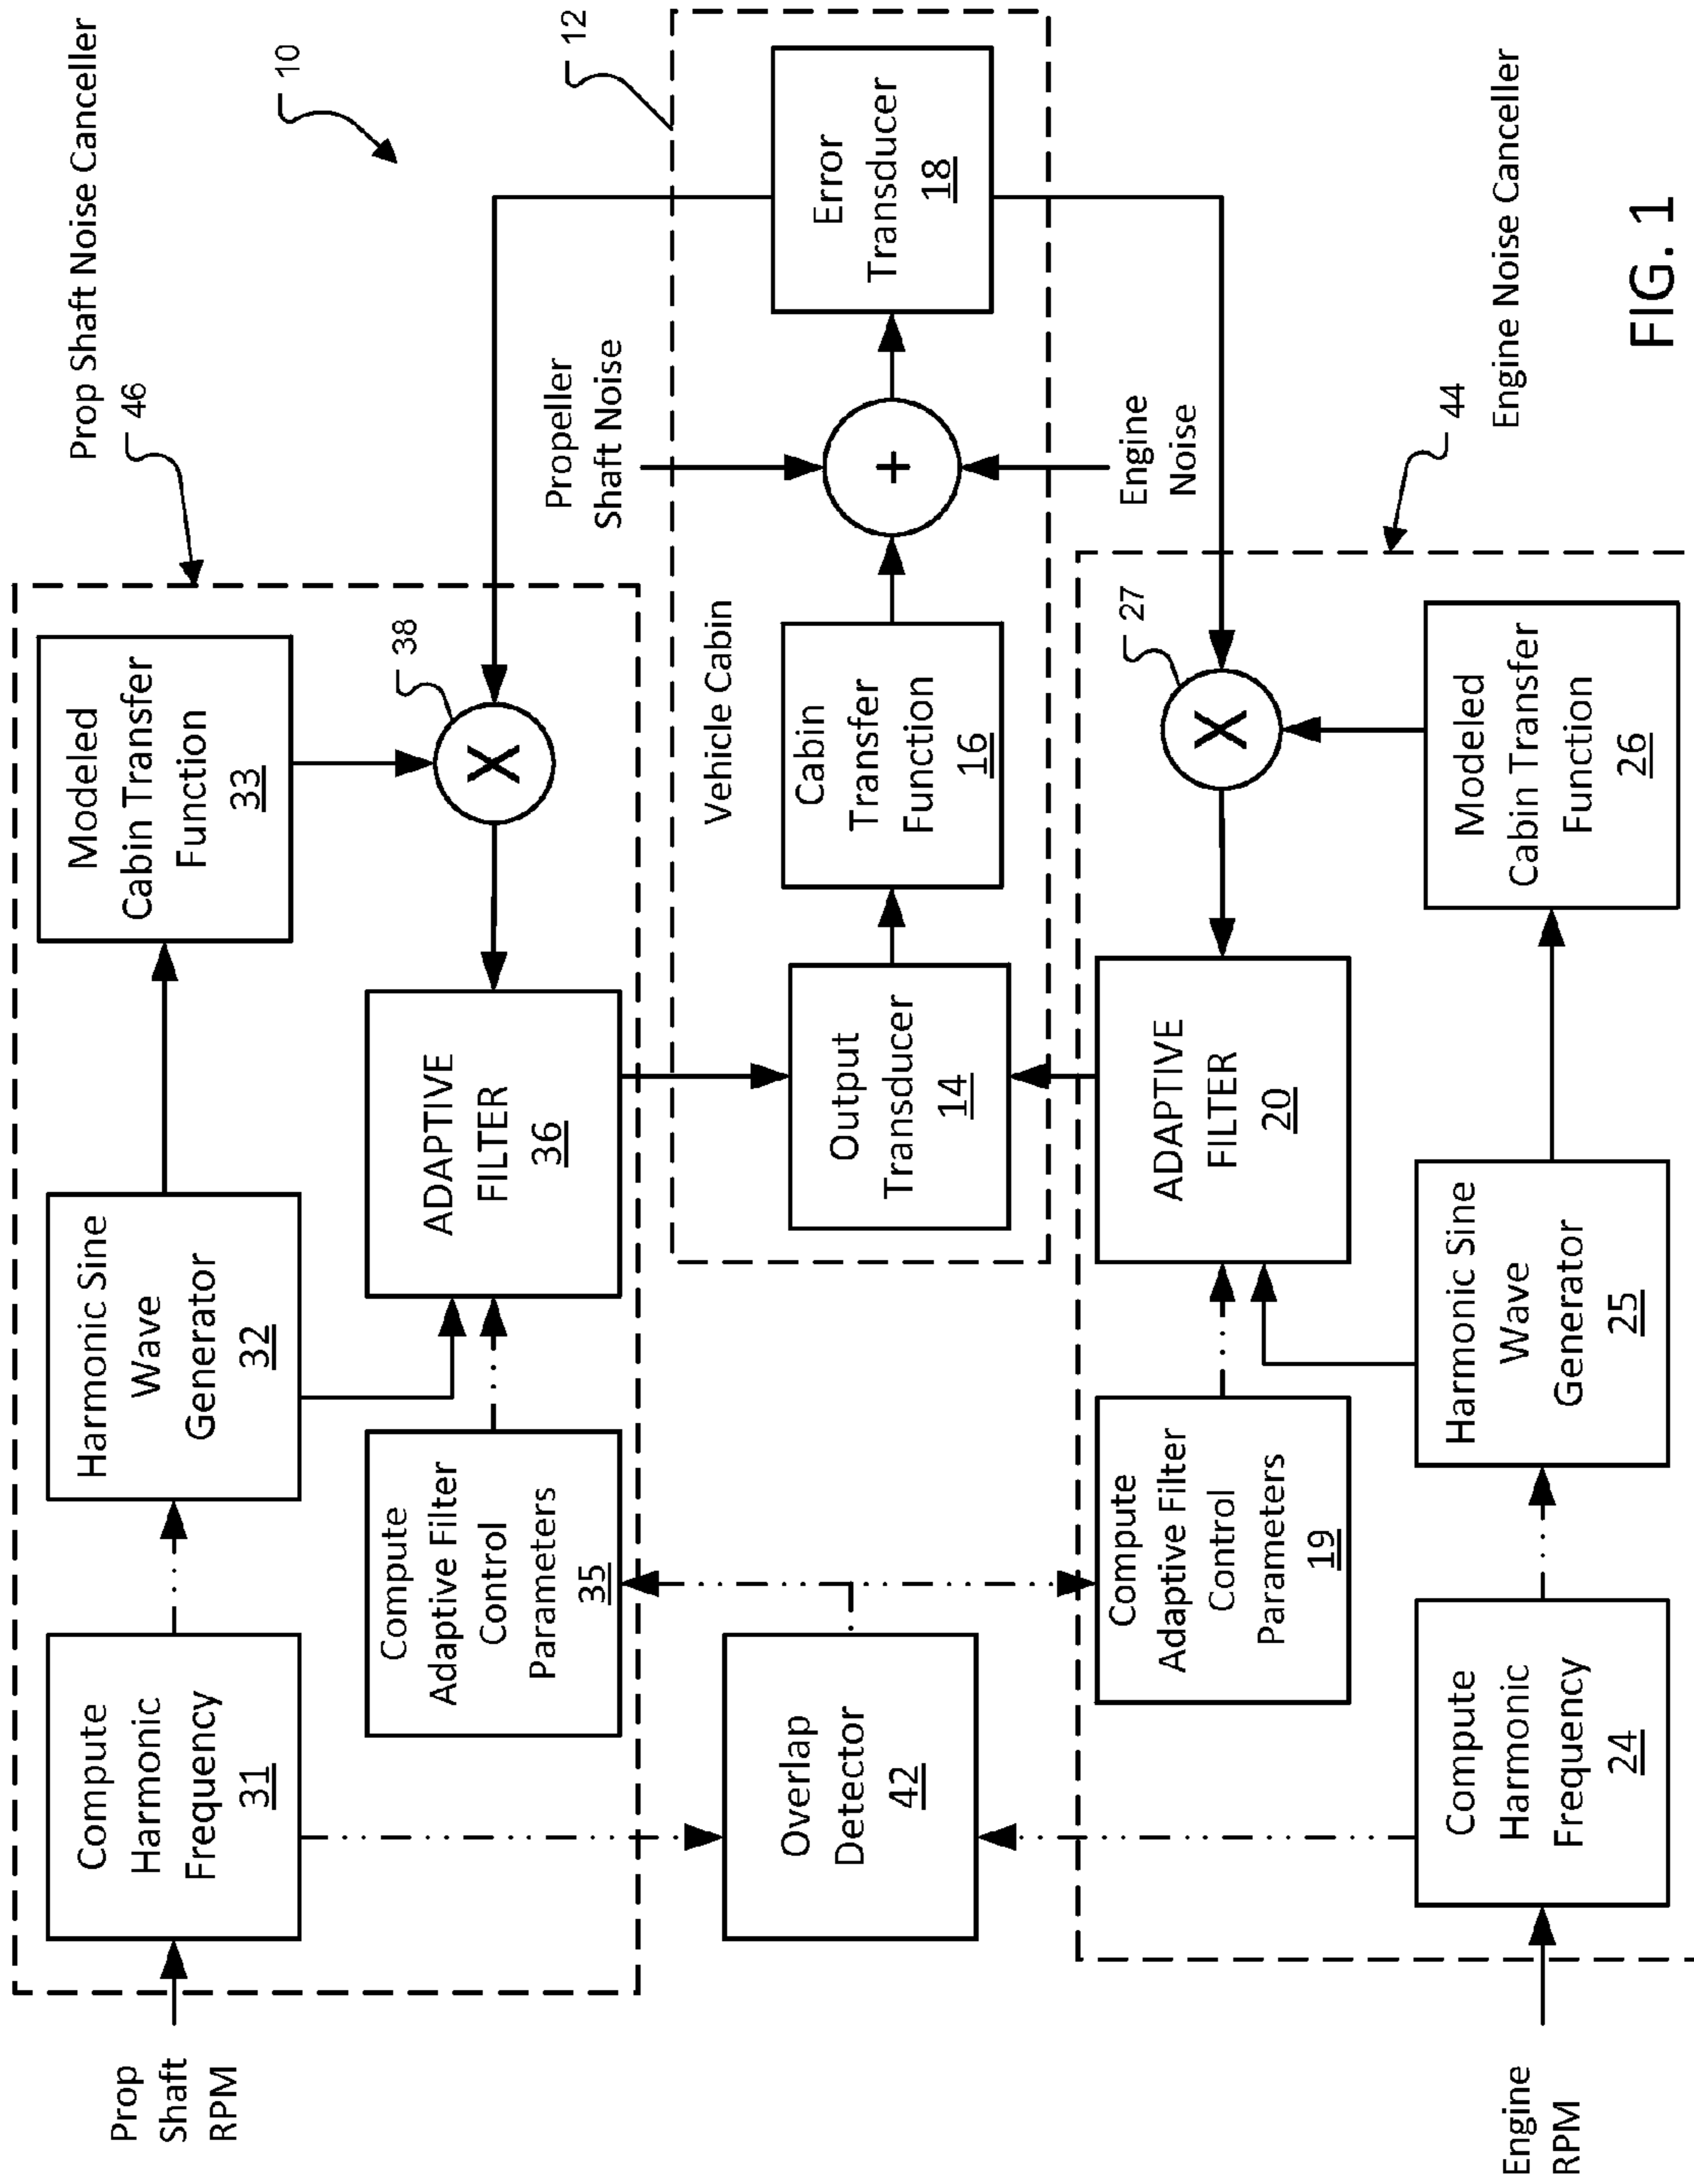 Prop Shaft Noise Canceller
46
10
Prop
Shaft
RPM
Compute
Harmonic
Frequency
31
Harmonic Sine
Wave
Generator
32
Modeled
Cabin Transfer
Function
33
38
X
Compute
Adaptive Filter
Control
Parameters
35
ADAPTIVE
FILTER
36
Propeller
Shaft Noise
12
Vehicle Cabin
Overlap
Detector
42
Output
Transducer
14
Cabin
Transfer
Function
16
+
Error
Transducer
18
Engine
Noise
Compute
Adaptive Filter
Control
Parameters
19
ADAPTIVE
FILTER
20
27
X
Engine
RPM
Compute
Harmonic
Frequency
24
Harmonic Sine
Wave
Generator
25
Modeled
Cabin Transfer
Function
26
44
Engine Noise Canceller
FIG. 1